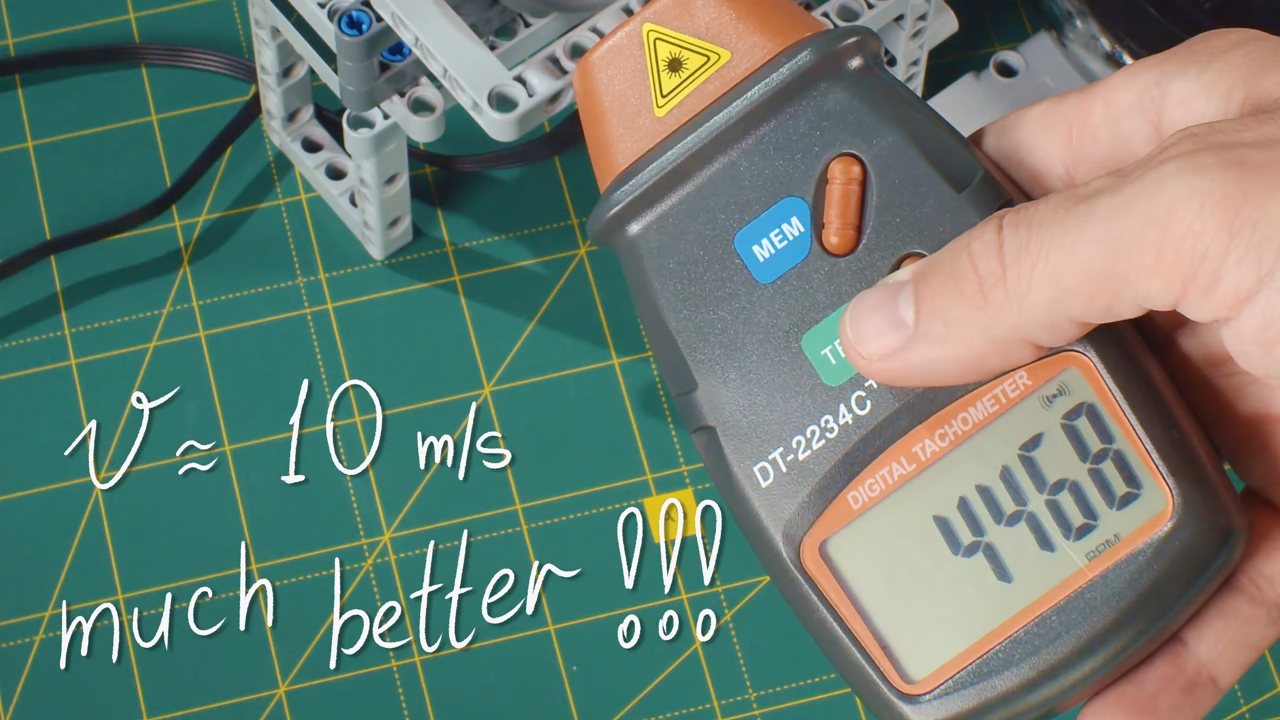 MEM
DT-2234C+
DIGITAL TACHOMETER
4468
RPM
v ≈ 10 m/s
much better !!!